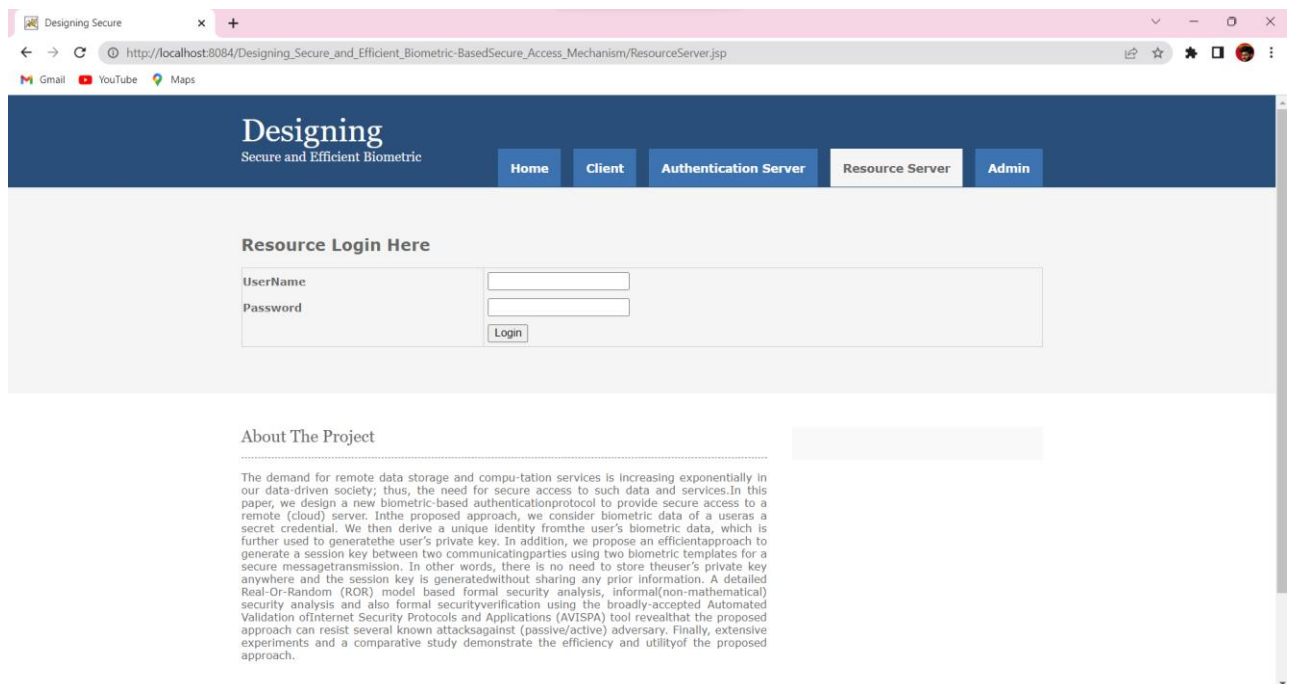 Designing Secure
http://localhost:8084/Designing_Secure_and_Efficient_Biometric-BasedSecure_Access_Mechanism/ResourceServer.jsp
Gmail YouTube Maps
Designing
Secure and Efficient Biometric
Home Client Authentication Server Resource Server Admin
Resource Login Here
UserName
Password
Login
About The Project
The demand for remote data storage and compu-tation services is increasing exponentially in
our data-driven society; thus, the need for secure access to such data and services.In this
paper, we design a new biometric-based authenticationprotocol to provide secure access to a
remote (cloud) server. Inthe proposed approach, we consider biometric data of a useras a
secret credential. We then derive a unique identity fromthe user's biometric data, which is
further used to generatethe user's private key. In addition, we propose an efficientapproach to
generate a session key between two communicatingparties using two biometric templates for a
secure messagetransmission. In other words, there is no need to store theuser's private key
anywhere and the session key is generatedwithout sharing any prior information. A detailed
Real-Or-Random (ROR) model based formal security analysis, informal(non-mathematical)
security analysis and also formal securityverification using the broadly-accepted Automated
Validation ofInternet Security Protocols and Applications (AVISPA) tool revealthat the proposed
approach can resist several known attacksagainst (passive/active) adversary. Finally, extensive
experiments and a comparative study demonstrate the efficiency and utilityof the proposed
approach.